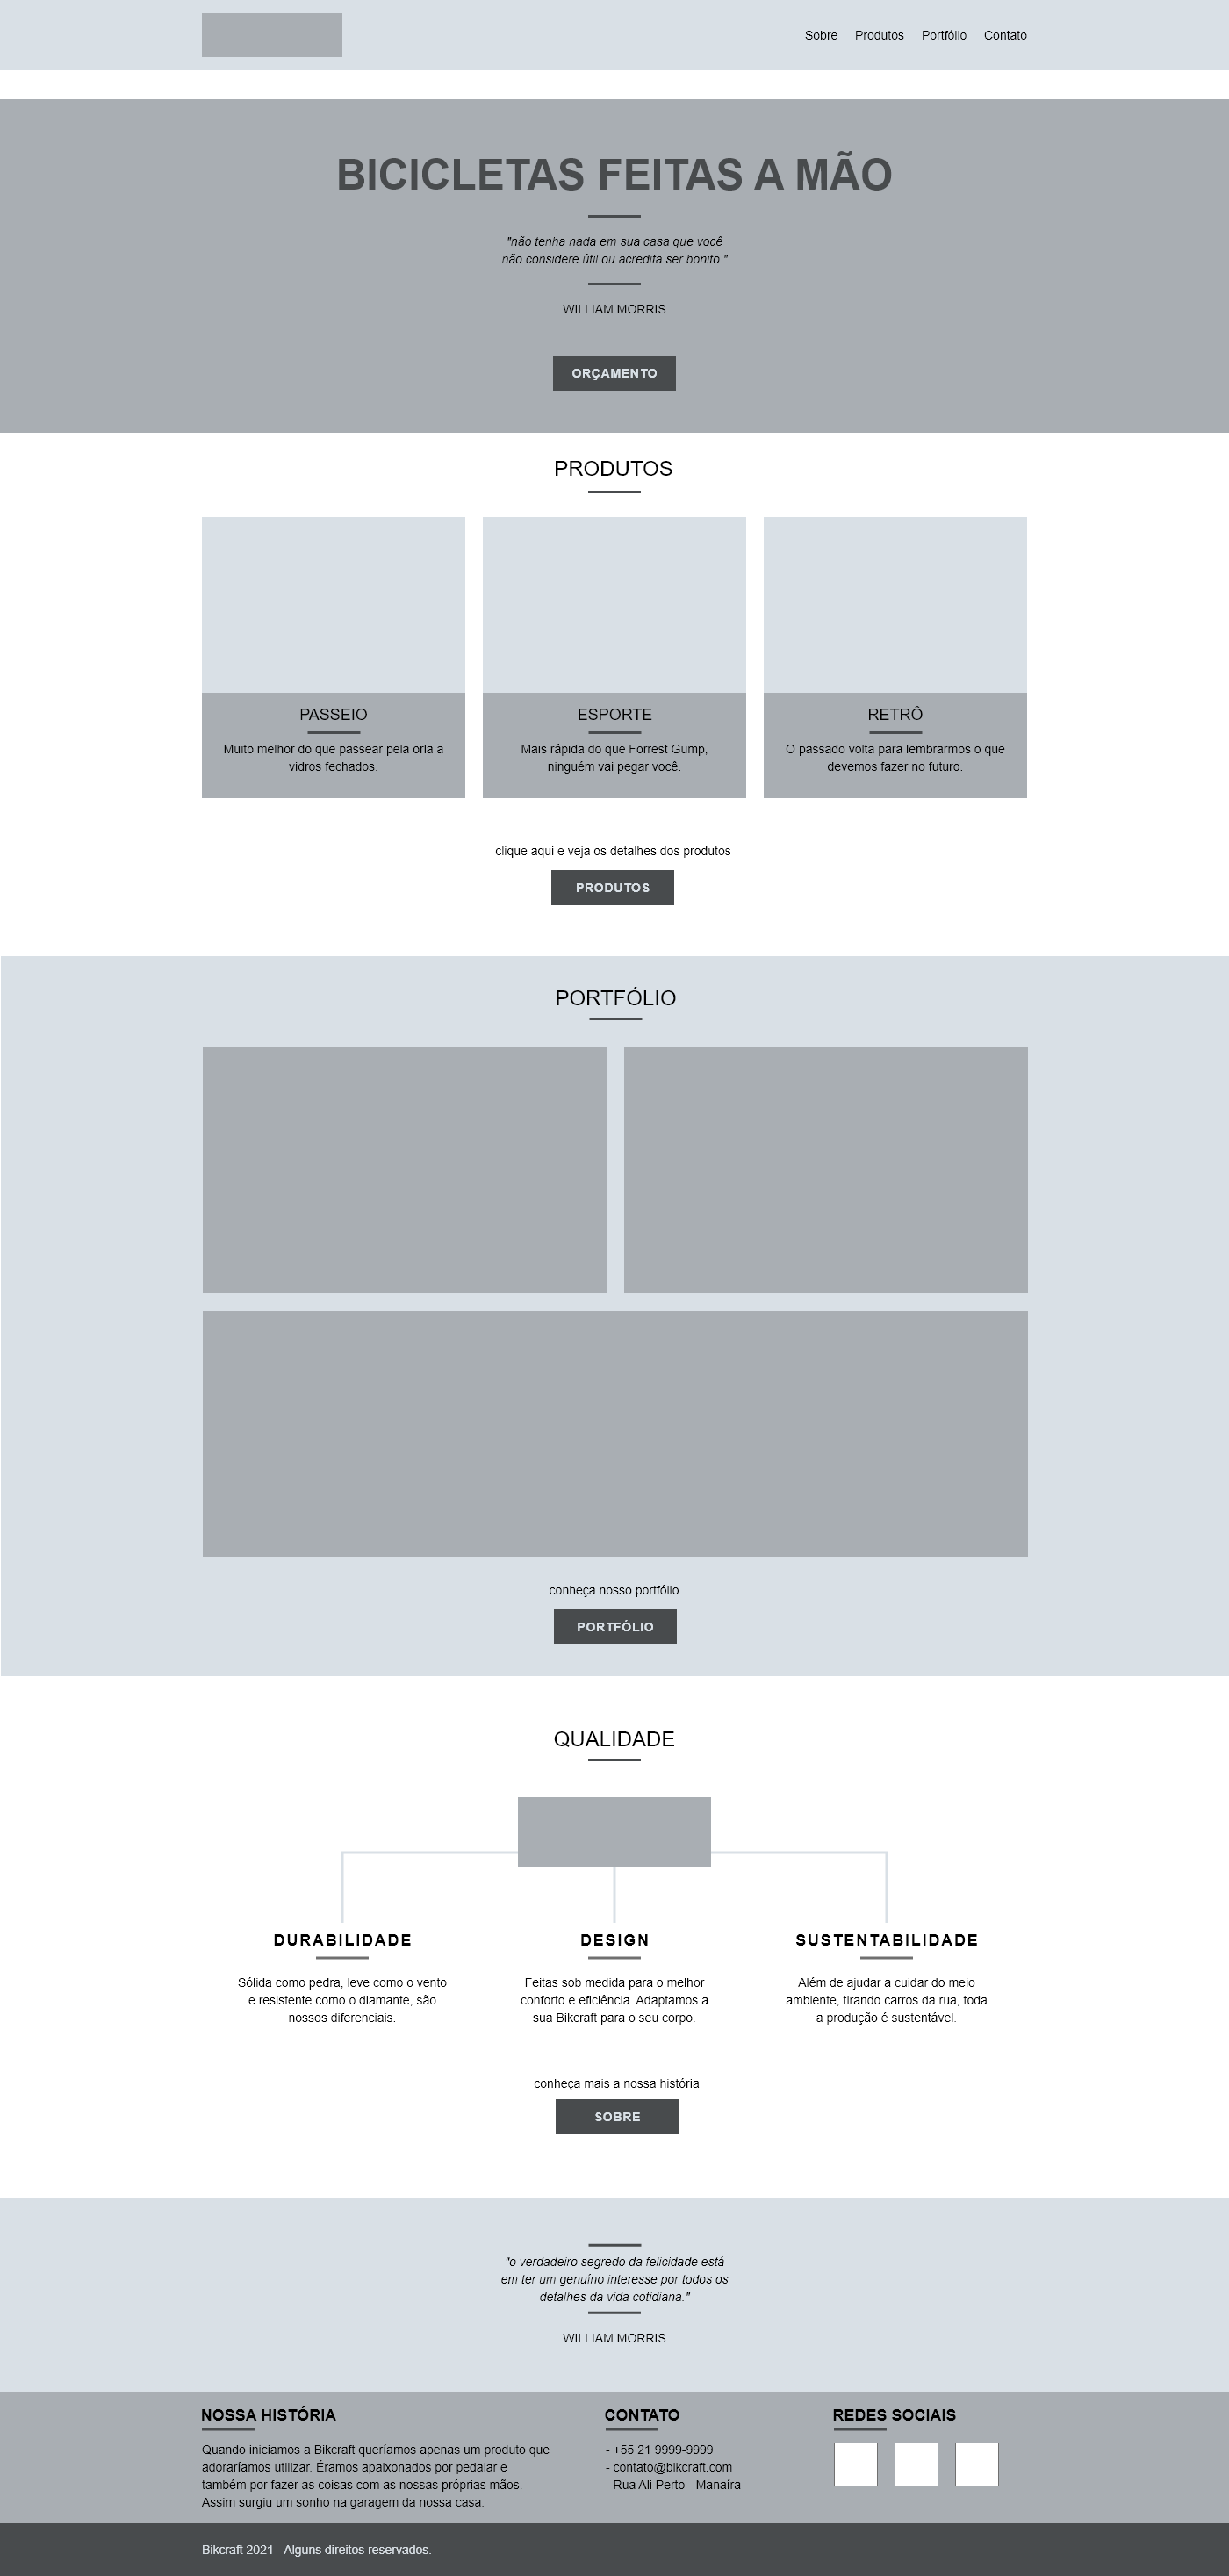 Sobre Produtos Portfólio Contato
BICICLETAS FEITAS A MÃO
"não tenha nada em sua casa que você
não considere útil ou acredita ser bonito."
WILLIAM MORRIS
ORÇAMENTO
PRODUTOS
PASSEIO
Muito melhor do que passear pela orla a
vidros fechados.
ESPORTE
Mais rápida do que Forrest Gump,
ninguém vai pegar você.
RETRÔ
O passado volta para lembrarmos o que
devemos fazer no futuro.
clique aqui e veja os detalhes dos produtos
PRODUTOS
PORTFÓLIO
conheça nosso portfólio.
PORTFÓLIO
QUALIDADE
DURABILIDADE
Sólida como pedra, leve como o vento
e resistente como o diamante, são
nossos diferenciais.
DESIGN
Feitas sob medida para o melhor
conforto e eficiência. Adaptamos a
sua Bikcraft para o seu corpo.
SUSTENTABILIDADE
Além de ajudar a cuidar do meio
ambiente, tirando carros da rua, toda
a produção é sustentável.
conheça mais a nossa história
SOBRE
"o verdadeiro segredo da felicidade está
em ter um genuíno interesse por todos os
detalhes da vida cotidiana."
WILLIAM MORRIS
NOSSA HISTÓRIA
Quando iniciamos a Bikcraft queríamos apenas um produto que
adoraríamos utilizar. Éramos apaixonados por pedalar e
também por fazer as coisas com as nossas próprias mãos.
Assim surgiu um sonho na garagem da nossa casa.
CONTATO
- +55 21 9999-9999
- contato@bikcraft.com
- Rua Ali Perto - Manaíra
REDES SOCIAIS
Bikcraft 2021 - Alguns direitos reservados.